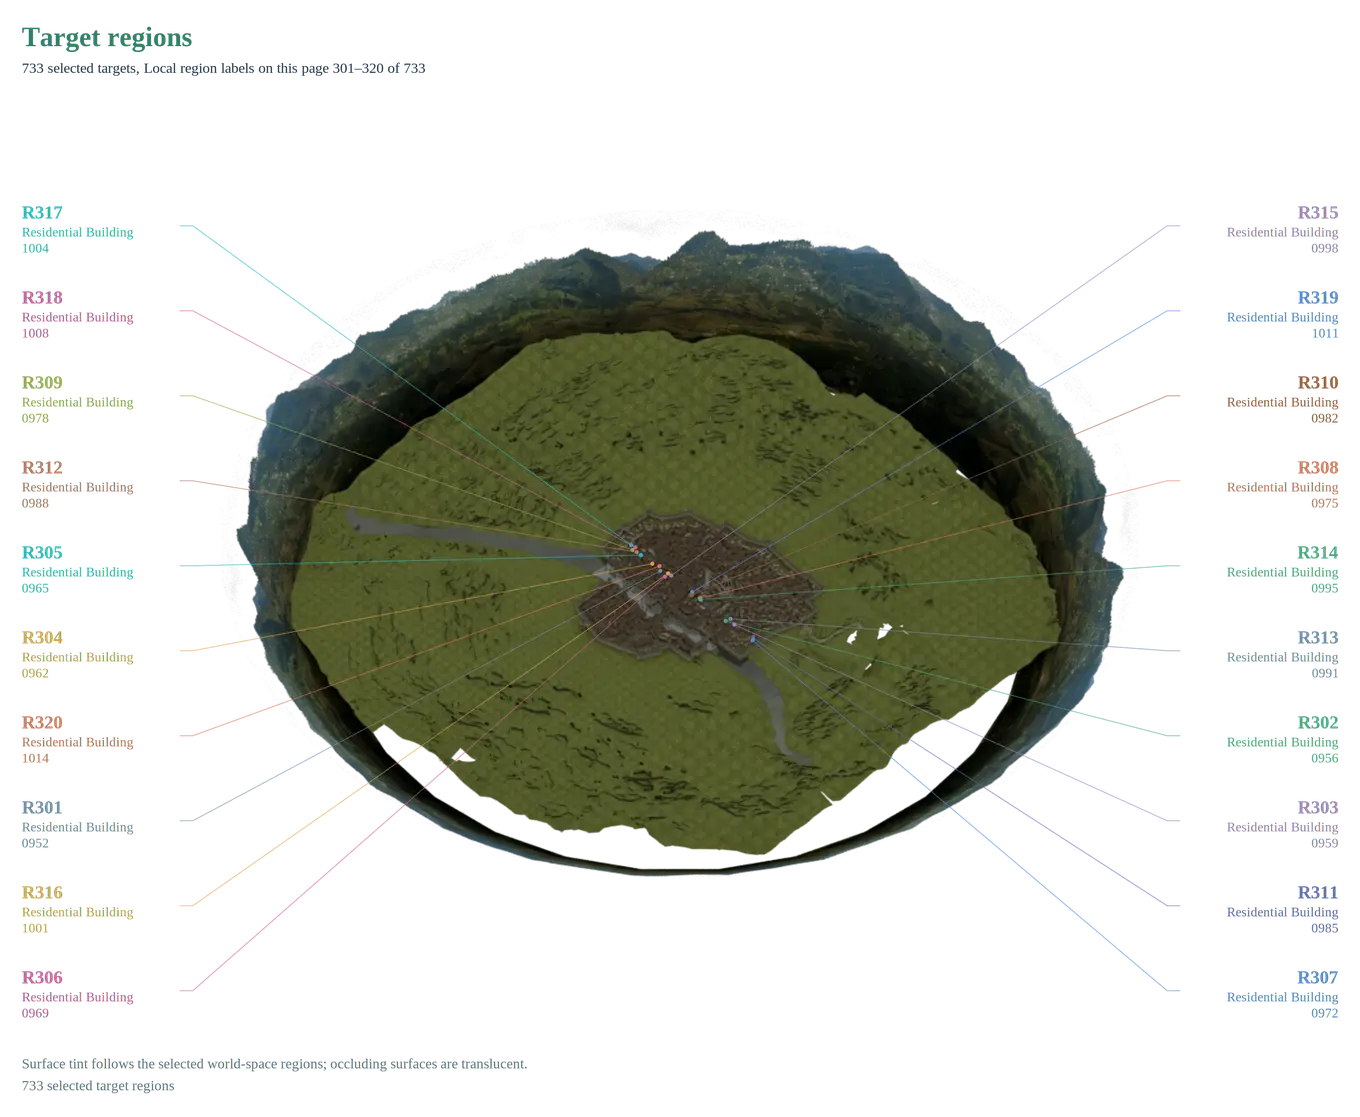 Target regions
733 selected targets, Local region labels on this page 301–320 of 733
R317
Residential Building
1004
R318
Residential Building
1008
R309
Residential Building
0978
R312
Residential Building
0988
R305
Residential Building
0965
R304
Residential Building
0962
R320
Residential Building
1014
R301
Residential Building
0952
R316
Residential Building
1001
R306
Residential Building
0969
R315
Residential Building
0998
R319
Residential Building
1011
R310
Residential Building
0982
R308
Residential Building
0975
R314
Residential Building
0995
R313
Residential Building
0991
R302
Residential Building
0956
R303
Residential Building
0959
R311
Residential Building
0985
R307
Residential Building
0972
Surface tint follows the selected world-space regions; occluding surfaces are translucent.
733 selected target regions